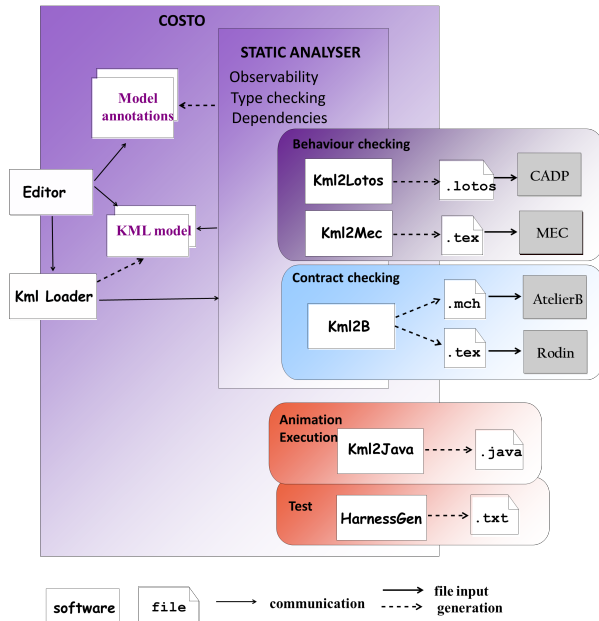 COSTO
STATIC ANALYSER
Observability
Type checking
Dependencies
Model
annotations
Behaviour checking
Kml2Lotos
.lotos
CADP
Editor
KML model
Kml2Mec
.tex
MEC
Kml Loader
Contract checking
Kml2B
.mch
AtelierB
.tex
Rodin
Animation
Execution
Kml2Java
.java
Test
HarnessGen
.txt
software
file
communication
file input
generation